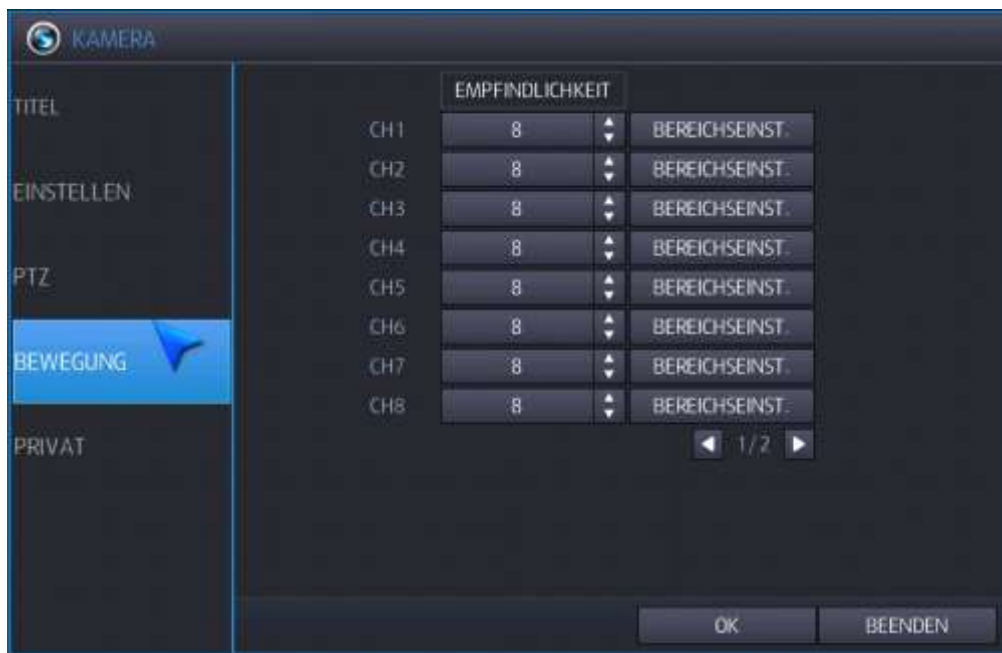 KAMERA
TITEL
EINSTELLEN
PTZ
BEWEGUNG
PRIVAT
EMPFINDLICHKEIT
CH1 8 BEREICHSEINST.
CH2 8 BEREICHSEINST.
CH3 8 BEREICHSEINST.
CH4 8 BEREICHSEINST.
CH5 8 BEREICHSEINST.
CH6 8 BEREICHSEINST.
CH7 8 BEREICHSEINST.
CH8 8 BEREICHSEINST.
1/2
OK BEENDEN